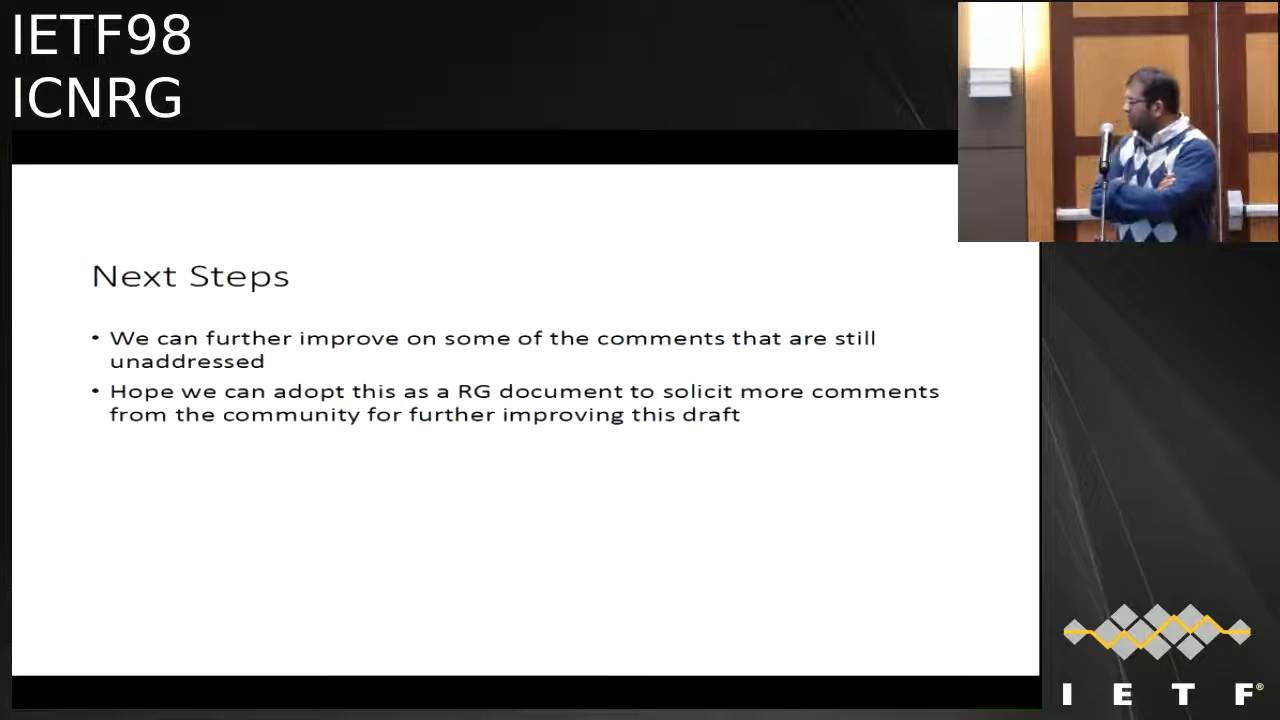 IETF98
ICNRG
Next Steps
• We can further improve on some of the comments that are still
unaddressed
• Hope we can adopt this as a RG document to solicit more comments
from the community for further improving this draft
I E T F®